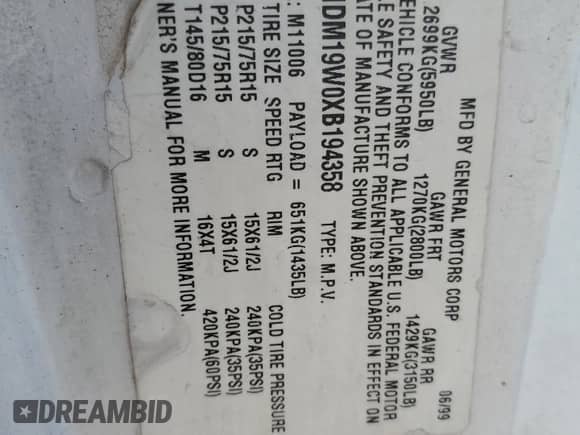 MFD BY GENERAL MOTORS CORP 06/99
GVWR GAWR FRT GAWR RR
2699KG(5950LB) 1270KG(2800LB) 1429KG(3150LB)
EHICLE CONFORMS TO ALL APPLICABLE U.S. FEDERAL MOTOR
LE SAFETY AND THEFT PREVENTION STANDARDS IN EFFECT ON
ATE OF MANUFACTURE SHOWN ABOVE.
DM19W0XB194358 TYPE: M.P.V.
: M11006 PAYLOAD = 651KG(1435LB)
TIRE SIZE SPEED RTG RIM COLD TIRE PRESSURE
P215/75R15 S 15X61/2J 240KPA(35PSI)
P215/75R15 S 15X61/2J 240KPA(35PSI)
T145/80D16 M 16X4T 420KPA(60PSI)
NER'S MANUAL FOR MORE INFORMATION.
DREAMBID